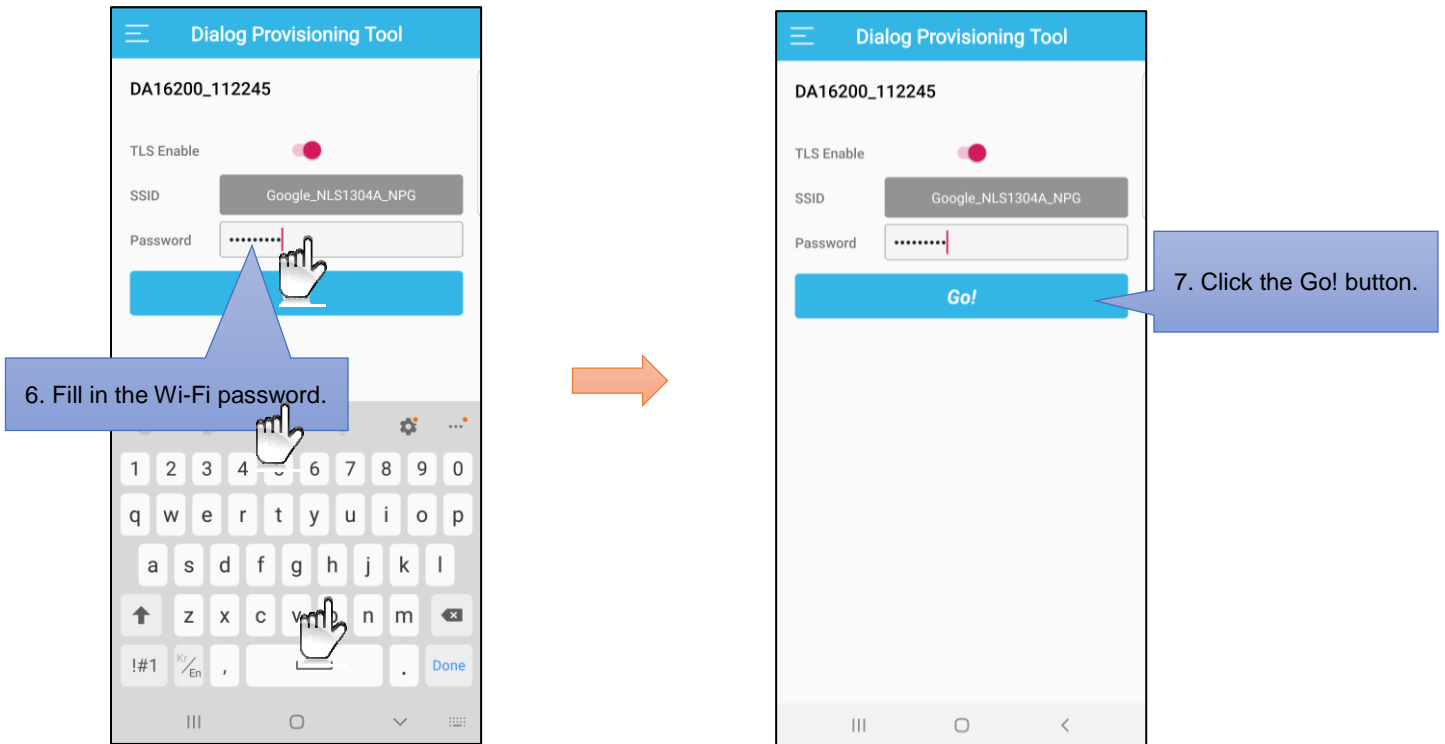 Dialog Provisioning Tool
DA16200_112245
TLS Enable
SSID
Google_NLS1304A_NPG
Password
•••••••••
6. Fill in the Wi-Fi password.
1 2 3 4 5 6 7 8 9 0
q w e r t y u i o p
a s d f g h j k l
z x c v b n m
!#1 Kr/En , . Done
Dialog Provisioning Tool
DA16200_112245
TLS Enable
SSID
Google_NLS1304A_NPG
Password
•••••••••
Go!
7. Click the Go! button.